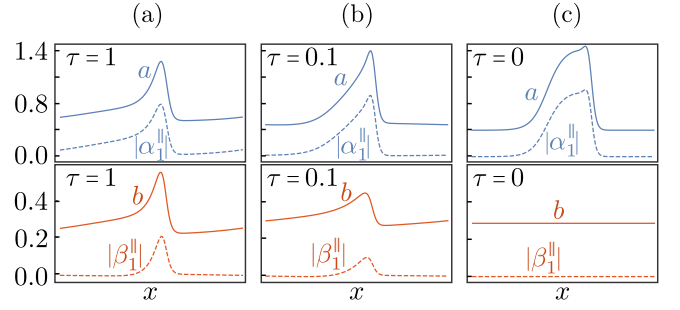 (a) (b) (c)
1.4 τ = 1 τ = 0.1 τ = 0
a a a
0.8
|α₁^∥| |α₁^∥| |α₁^∥|
0.0
τ = 1 τ = 0.1 τ = 0
0.4 b b b
0.2
|β₁^∥| |β₁^∥| |β₁^∥|
0.0
x x x